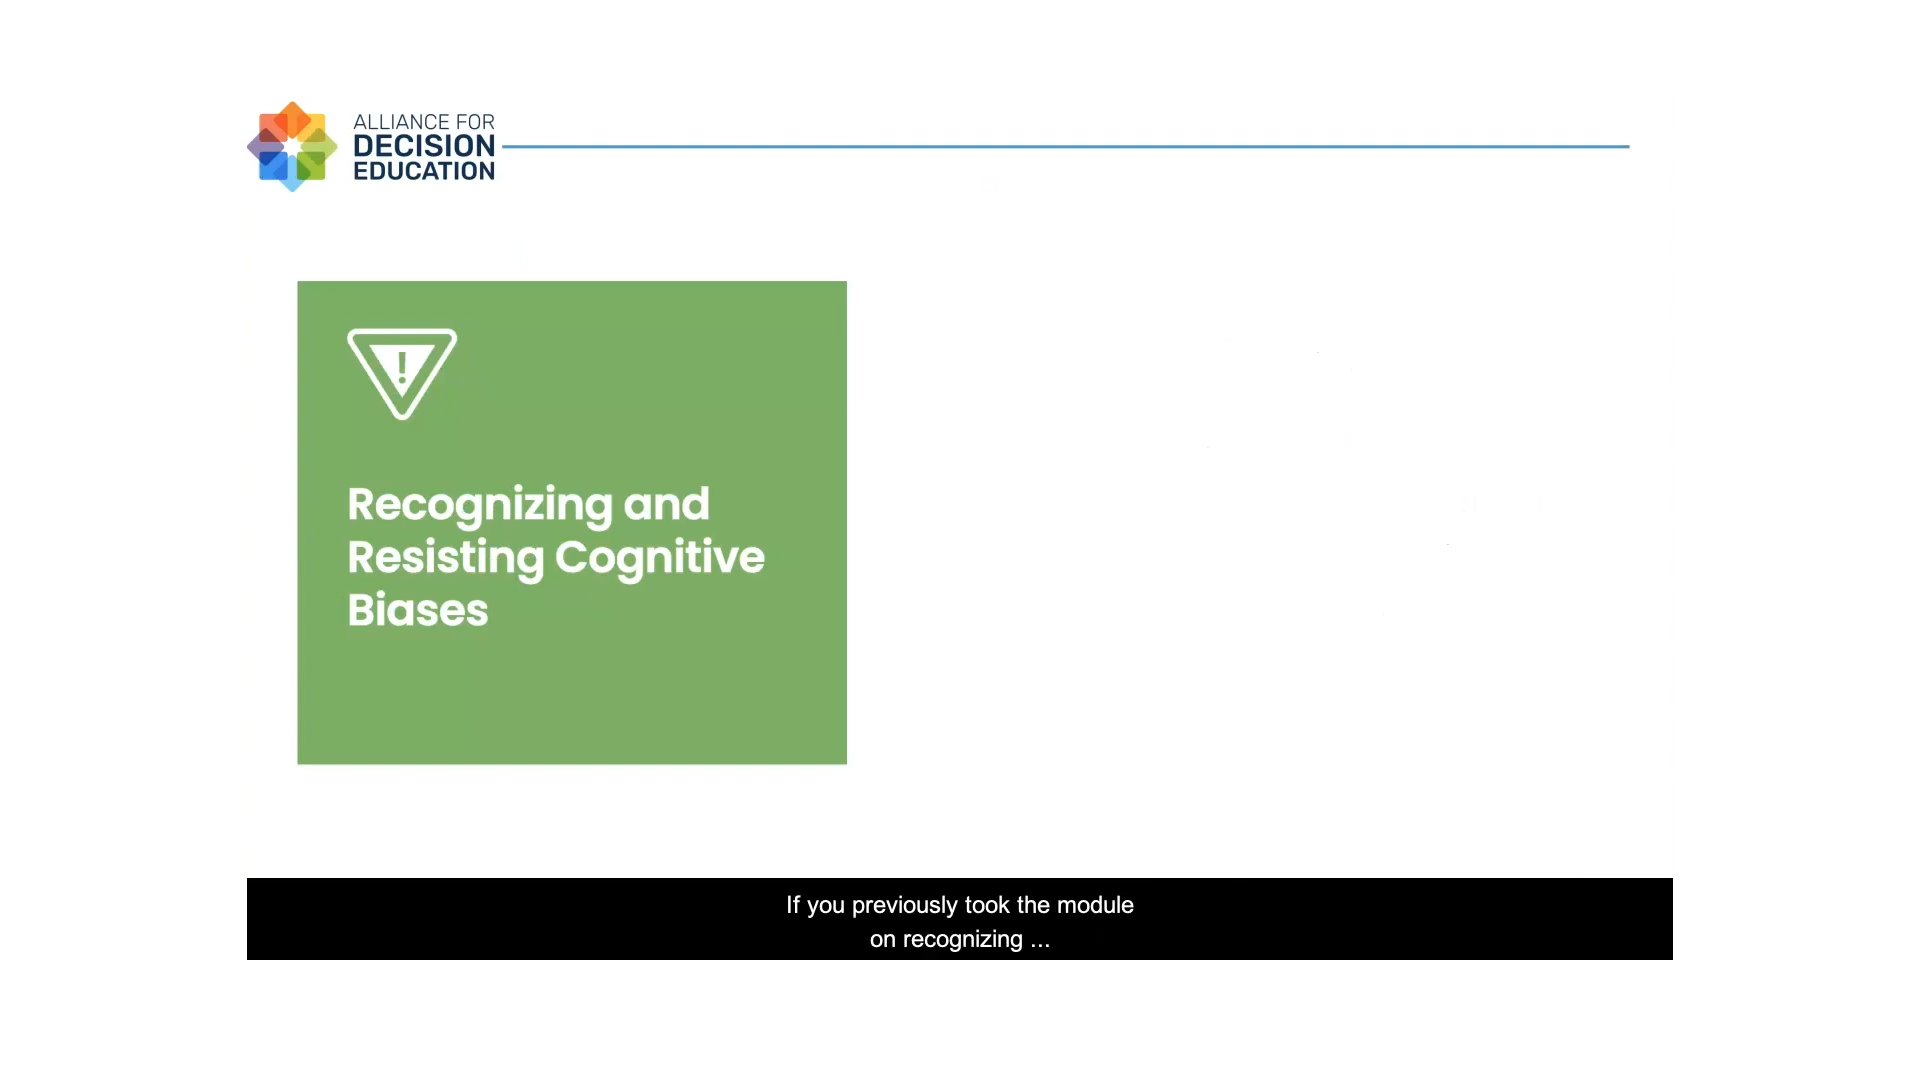 ALLIANCE FOR
DECISION
EDUCATION
!
Recognizing and
Resisting Cognitive
Biases
If you previously took the module
on recognizing ...